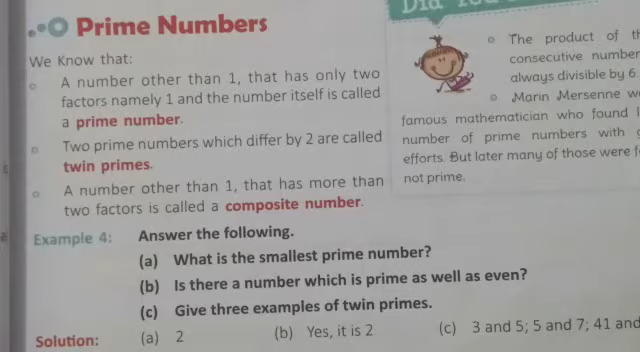 Prime Numbers
We Know that:
A number other than 1, that has only two
factors namely 1 and the number itself is called
a prime number.
Two prime numbers which differ by 2 are called
twin primes.
A number other than 1, that has more than
two factors is called a composite number.
Did
The product of
consecutive number
always divisible by 6.
Marin Mersenne
famous mathematician who found
number of prime numbers with
efforts. But later many of those were
not prime.
Example 4: Answer the following.
(a) What is the smallest prime number?
(b) Is there a number which is prime as well as even?
(c) Give three examples of twin primes.
Solution: (a) 2 (b) Yes, it is 2 (c) 3 and 5; 5 and 7; 41 and